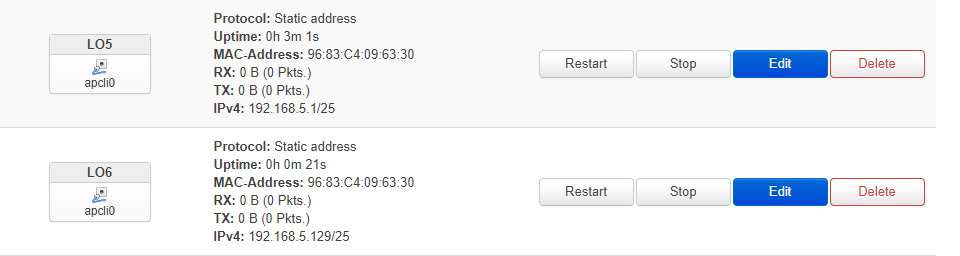 LO5
apcli0
Protocol: Static address
Uptime: 0h 3m 1s
MAC-Address: 96:83:C4:09:63:30
RX: 0 B (0 Pkts.)
TX: 0 B (0 Pkts.)
IPv4: 192.168.5.1/25
Restart Stop Edit Delete
LO6
apcli0
Protocol: Static address
Uptime: 0h 0m 21s
MAC-Address: 96:83:C4:09:63:30
RX: 0 B (0 Pkts.)
TX: 0 B (0 Pkts.)
IPv4: 192.168.5.129/25
Restart Stop Edit Delete